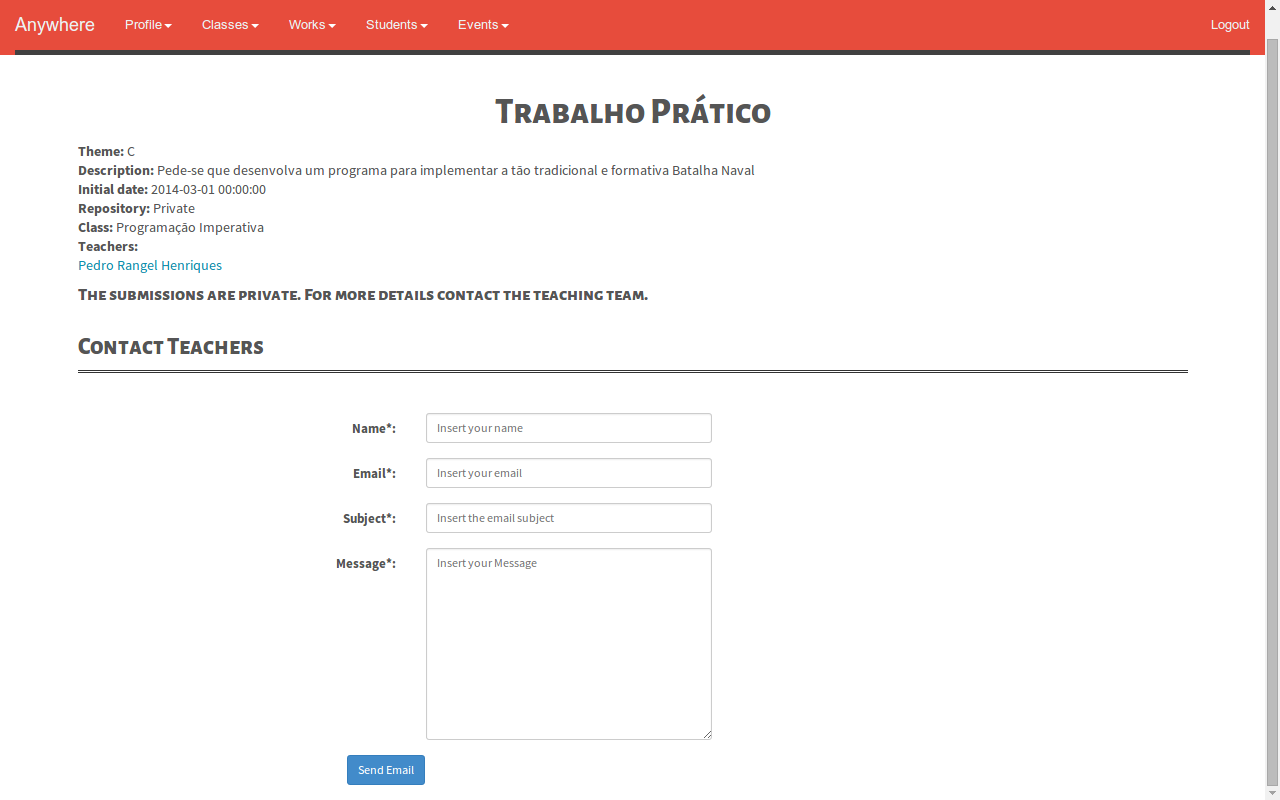 Anywhere Profile Classes Works Students Events Logout
Trabalho Prático
Theme: C
Description: Pede-se que desenvolva um programa para implementar a tão tradicional e formativa Batalha Naval
Initial date: 2014-03-01 00:00:00
Repository: Private
Class: Programação Imperativa
Teachers:
Pedro Rangel Henriques
The submissions are private. For more details contact the teaching team.
Contact Teachers
Name*: Insert your name
Email*: Insert your email
Subject*: Insert the email subject
Message*: Insert your Message
Send Email